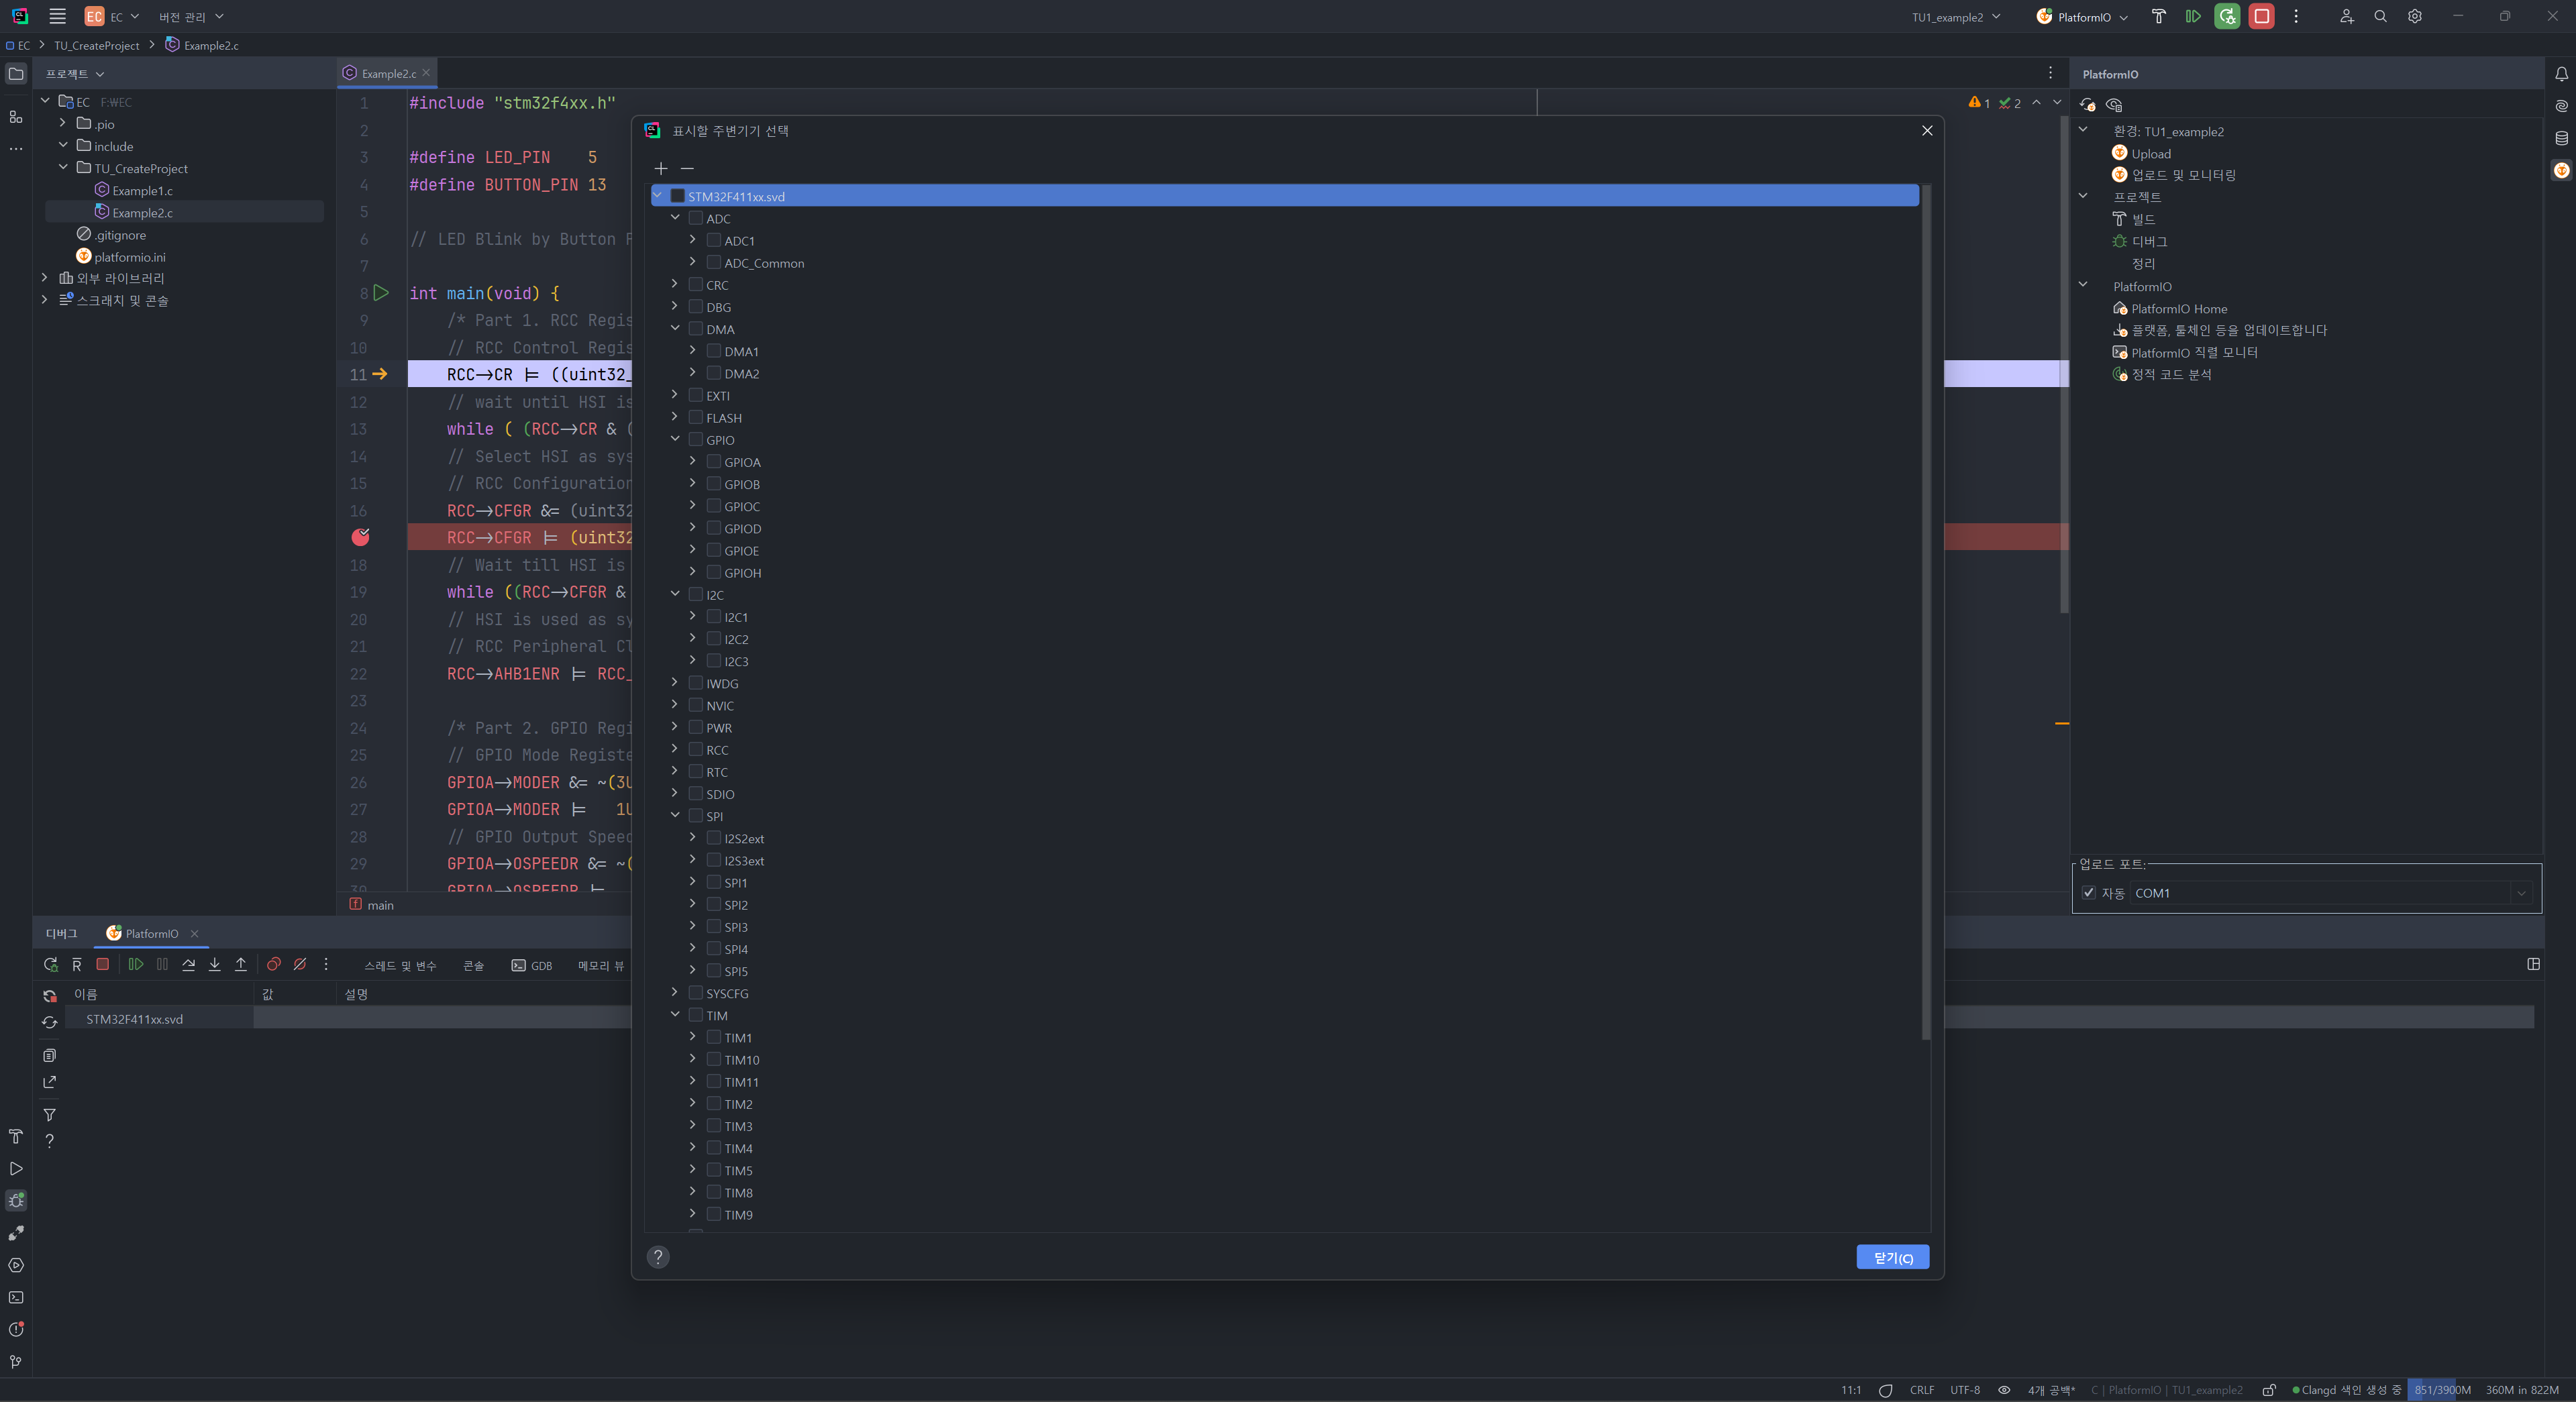 EC EC 버전 관리 TU1_example2 PlatformIO
EC TU_CreateProject Example2.c
프로젝트
EC F:￦EC
.pio
include
TU_CreateProject
Example1.c
Example2.c
.gitignore
platformio.ini
외부 라이브러리
스크래치 및 콘솔
Example2.c
1 #include "stm32f4xx.h"
2
3 #define LED_PIN 5
4 #define BUTTON_PIN 13
5
6 // LED Blink by Button
7
8 int main(void) {
9 /* Part 1. RCC Regis
10 // RCC Control Regis
11 RCC->CR |= ((uint32_
12 // wait until HSI is
13 while ( (RCC->CR & (
14 // Select HSI as sys
15 // RCC Configuration
16 RCC->CFGR &= (uint32
RCC->CFGR |= (uint32
18 // Wait till HSI is
19 while ((RCC->CFGR &
20 // HSI is used as sy
21 // RCC Peripheral Cl
22 RCC->AHB1ENR |= RCC_
23
24 /* Part 2. GPIO Regi
25 // GPIO Mode Registe
26 GPIOA->MODER &= ~(3U
27 GPIOA->MODER |= 1U
28 // GPIO Output Speed
29 GPIOA->OSPEEDR &= ~(
30 GPIOA->OSPEEDR |=
main
1 2
표시할 주변기기 선택
STM32F411xx.svd
ADC
ADC1
ADC_Common
CRC
DBG
DMA
DMA1
DMA2
EXTI
FLASH
GPIO
GPIOA
GPIOB
GPIOC
GPIOD
GPIOE
GPIOH
I2C
I2C1
I2C2
I2C3
IWDG
NVIC
PWR
RCC
RTC
SDIO
SPI
I2S2ext
I2S3ext
SPI1
SPI2
SPI3
SPI4
SPI5
SYSCFG
TIM
TIM1
TIM10
TIM11
TIM2
TIM3
TIM4
TIM5
TIM8
TIM9
?
닫기(C)
PlatformIO
환경: TU1_example2
Upload
업로드 및 모니터링
프로젝트
빌드
디버그
정리
PlatformIO
PlatformIO Home
플랫폼, 툴체인 등을 업데이트합니다
PlatformIO 직렬 모니터
정적 코드 분석
업로드 포트:
자동 COM1
디버그 PlatformIO
스레드 및 변수 콘솔 GDB 메모리 뷰
이름 값 설명
STM32F411xx.svd
11:1 CRLF UTF-8 4개 공백* C | PlatformIO | TU1_example2 Clangd 색인 생성 중 851/3900M 360M in 822M